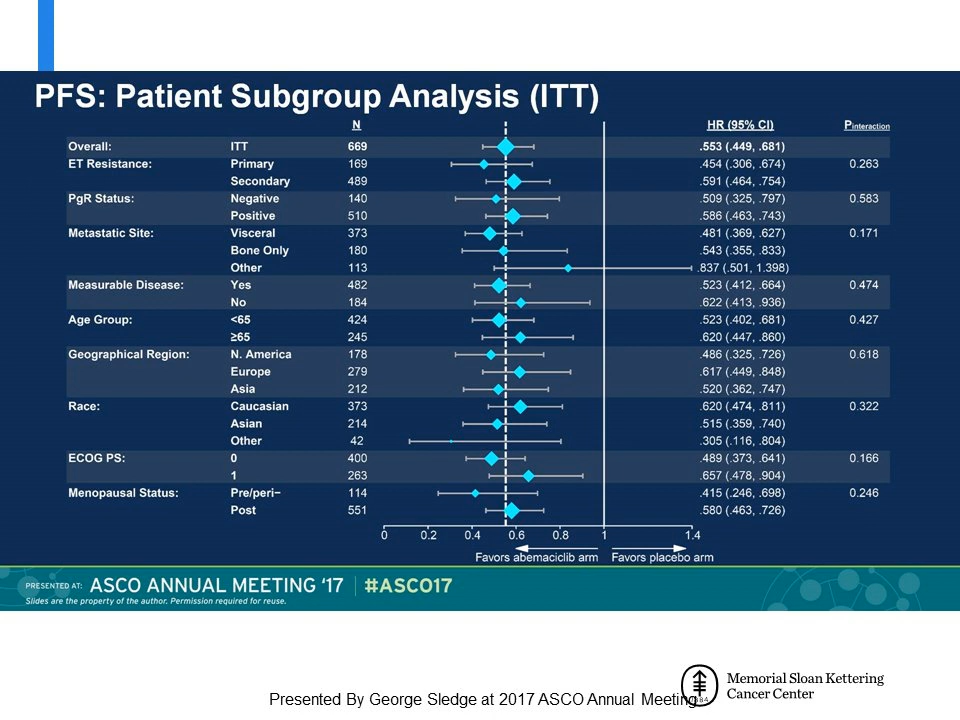 PFS: Patient Subgroup Analysis (ITT)
N HR (95% CI) Pinteraction
Overall: ITT 669 .553 (.449, .681)
ET Resistance: Primary 169 .454 (.306, .674) 0.263
Secondary 489 .591 (.464, .754)
PgR Status: Negative 140 .509 (.325, .797) 0.583
Positive 510 .586 (.463, .743)
Metastatic Site: Visceral 373 .481 (.369, .627) 0.171
Bone Only 180 .543 (.355, .833)
Other 113 .837 (.501, 1.398)
Measurable Disease: Yes 482 .523 (.412, .664) 0.474
No 184 .622 (.413, .936)
Age Group: <65 424 .523 (.402, .681) 0.427
≥65 245 .620 (.447, .860)
Geographical Region: N. America 178 .486 (.325, .726) 0.618
Europe 279 .617 (.449, .848)
Asia 212 .520 (.362, .747)
Race: Caucasian 373 .620 (.474, .811) 0.322
Asian 214 .515 (.359, .740)
Other 42 .305 (.116, .804)
ECOG PS: 0 400 .489 (.373, .641) 0.166
1 263 .657 (.478, .904)
Menopausal Status: Pre/peri– 114 .415 (.246, .698) 0.246
Post 551 .580 (.463, .726)
0 0.2 0.4 0.6 0.8 1 1.4
Favors abemaciclib arm Favors placebo arm
PRESENTED AT: ASCO ANNUAL MEETING '17 #ASCO17
Slides are the property of the author. Permission required for reuse.
Memorial Sloan Kettering
Cancer Center
Presented By George Sledge at 2017 ASCO Annual Meeting